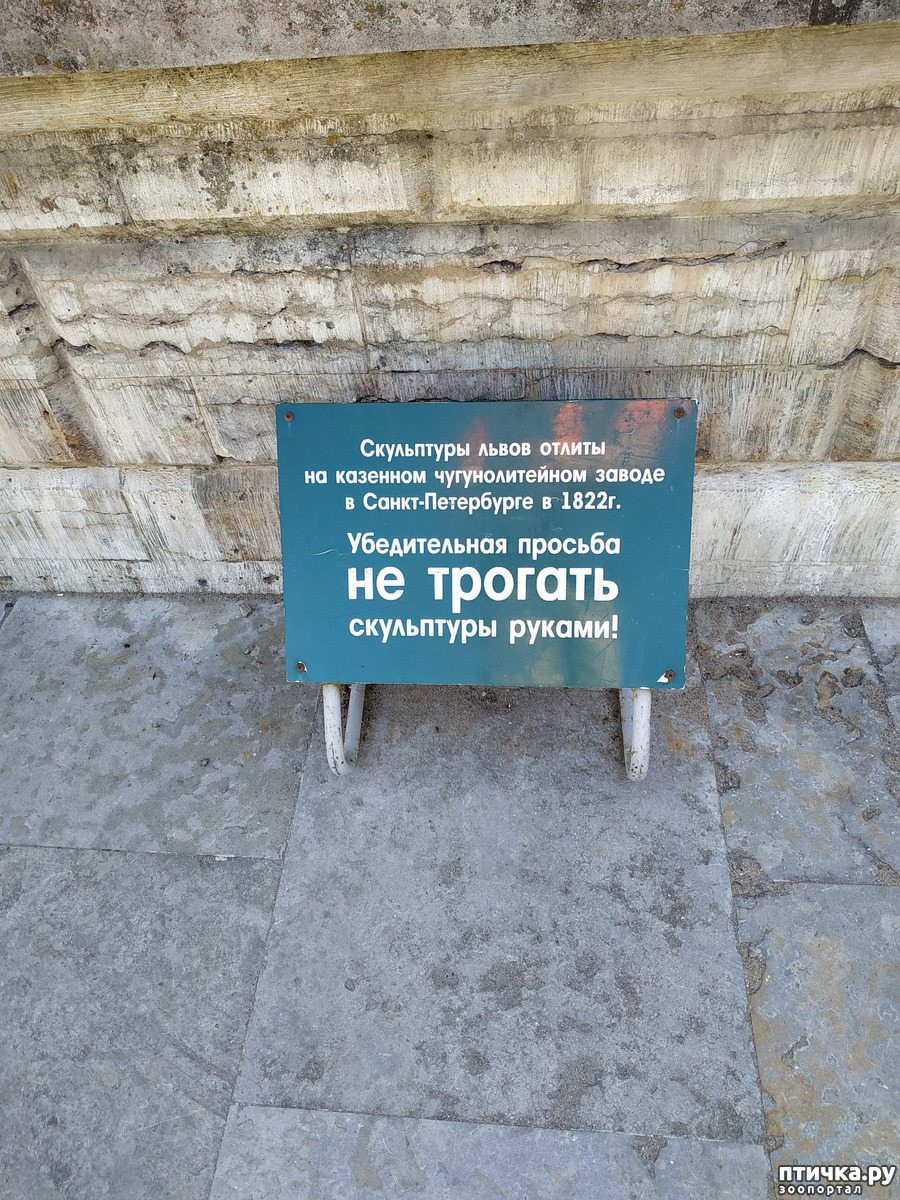 Скульптуры львов отлиты
на казенном чугунолитейном заводе
в Санкт-Петербурге в 1822г.
Убедительная просьба
не трогать
скульптуры руками!
птичка.ру
зоопортал